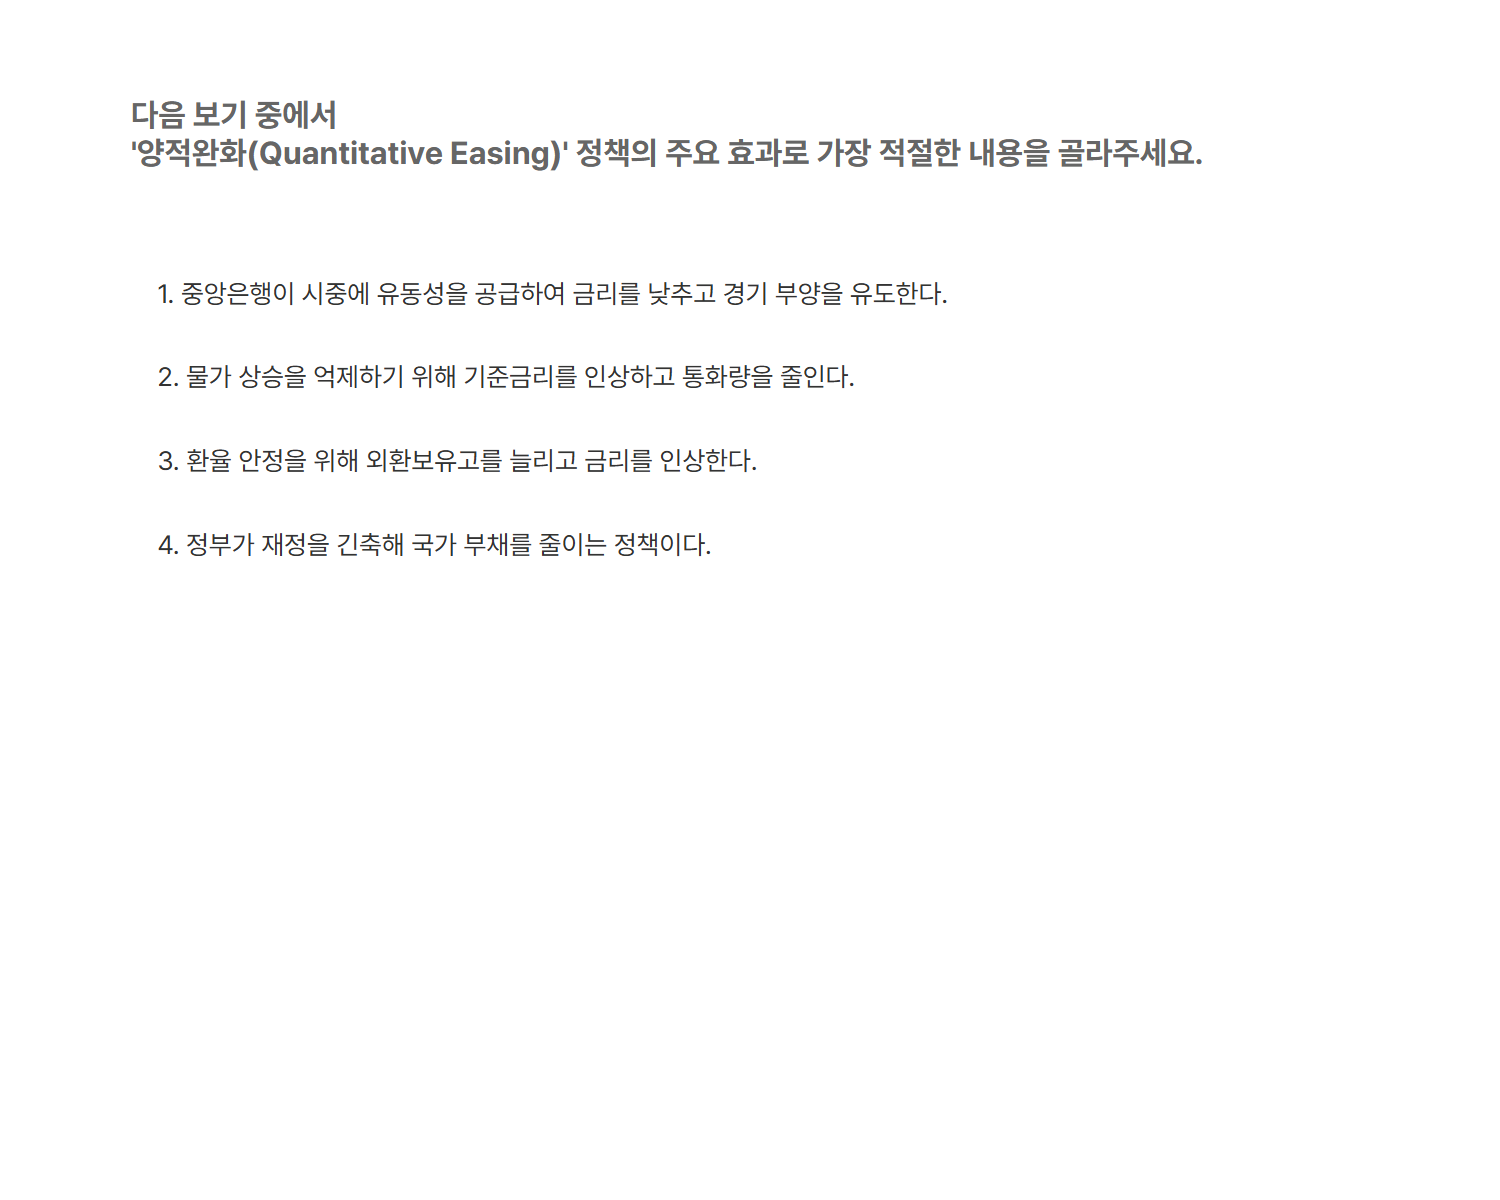 다음 보기 중에서
'양적완화(Quantitative Easing)' 정책의 주요 효과로 가장 적절한 내용을 골라주세요.
1. 중앙은행이 시중에 유동성을 공급하여 금리를 낮추고 경기 부양을 유도한다.
2. 물가 상승을 억제하기 위해 기준금리를 인상하고 통화량을 줄인다.
3. 환율 안정을 위해 외환보유고를 늘리고 금리를 인상한다.
4. 정부가 재정을 긴축해 국가 부채를 줄이는 정책이다.